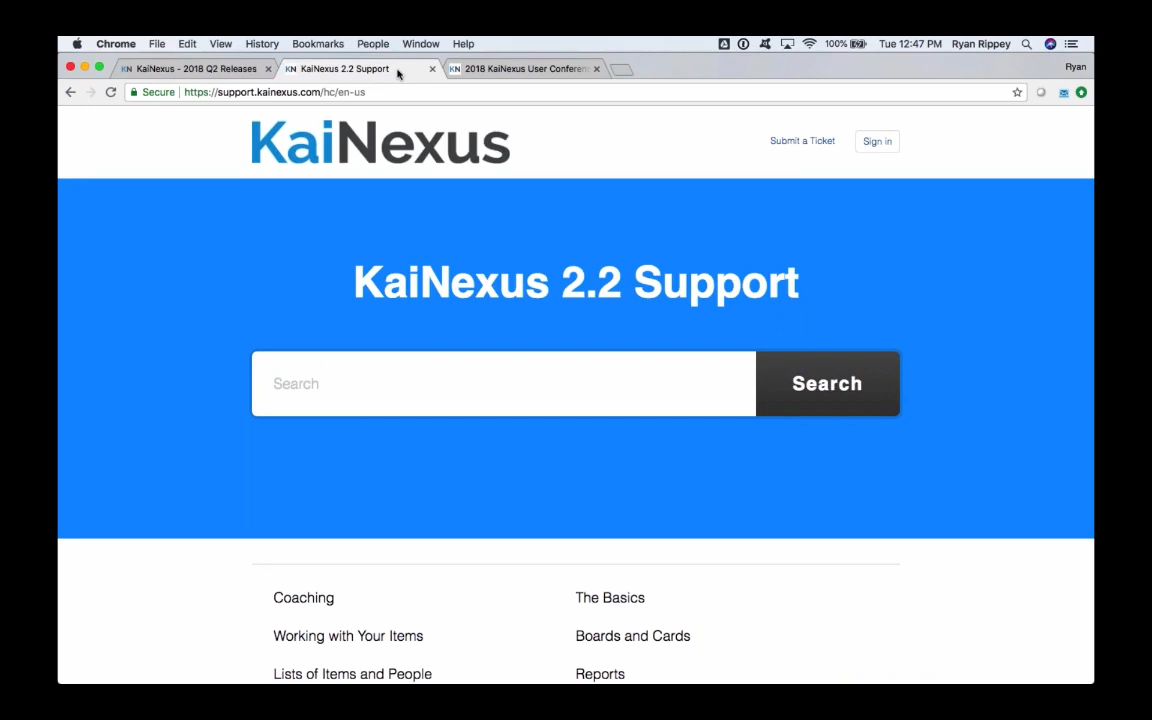 Chrome File Edit View History Bookmarks People Window Help 100% Tue 12:47 PM Ryan Rippey
KaiNexus - 2018 Q2 Releases KaiNexus 2.2 Support 2018 KaiNexus User Conferen Ryan
Secure https://support.kainexus.com/hc/en-us
KaiNexus
Submit a Ticket Sign in
KaiNexus 2.2 Support
Search Search
Coaching The Basics
Working with Your Items Boards and Cards
Lists of Items and People Reports